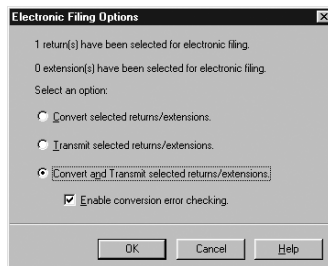 Electronic Filing Options
1 return(s) have been selected for electronic filing.
0 extension(s) have been selected for electronic filing.
Select an option:
Convert selected returns/extensions.
Transmit selected returns/extensions.
Convert and Transmit selected returns/extensions.
Enable conversion error checking.
OK Cancel Help